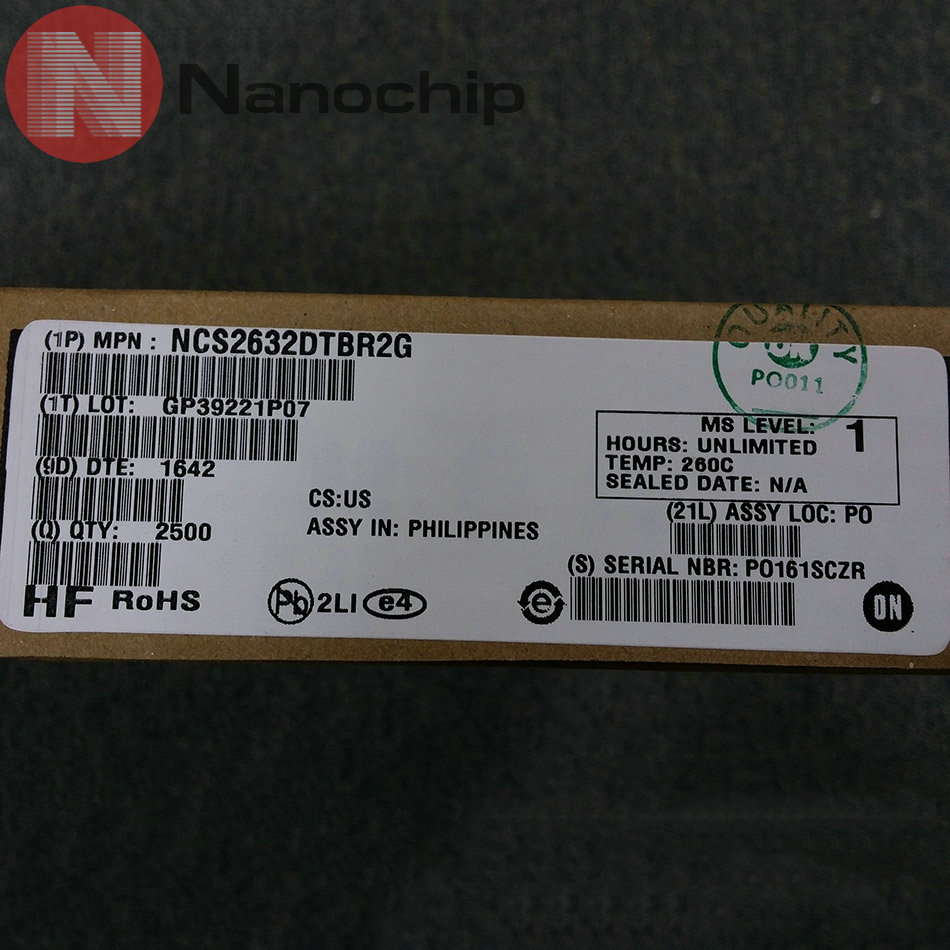 N Nanochip
QUALITY
ON
PO011
(1P) MPN : NCS2632DTBR2G
(1T) LOT: GP39221P07
(9D) DTE: 1642
(Q) QTY: 2500
CS:US
ASSY IN: PHILIPPINES
MS LEVEL: 1
HOURS: UNLIMITED
TEMP: 260C
SEALED DATE: N/A
(21L) ASSY LOC: PO
(S) SERIAL NBR: PO161SCZR
HF RoHS Pb 2LI e4 e ON